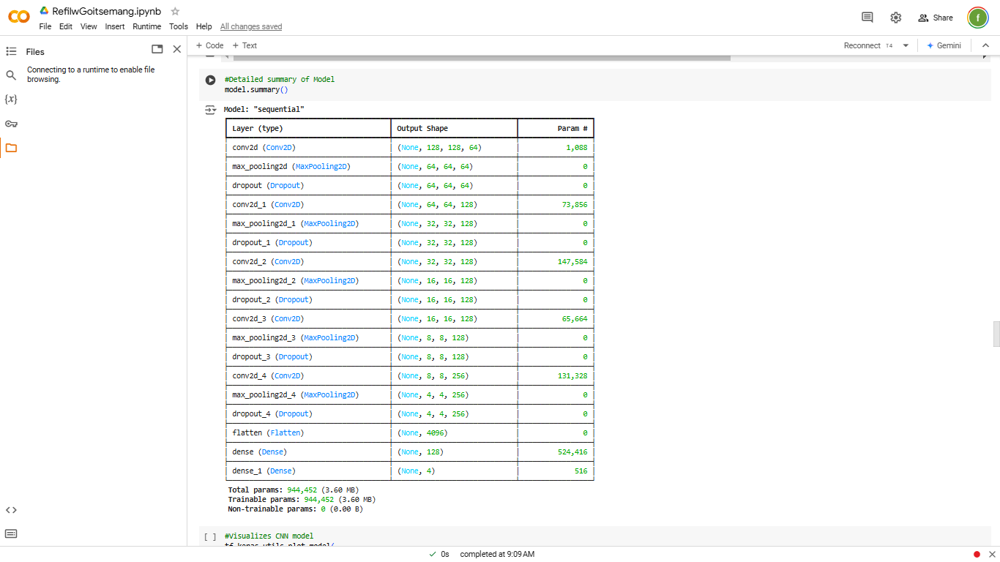 RefilwGoitsemang.ipynb
File Edit View Insert Runtime Tools Help All changes saved
Share
f
Files
Connecting to a runtime to enable file
browsing.
{x}
+ Code + Text
Reconnect T4
Gemini
#Detailed summary of Model
model.summary()
Model: "sequential"
Layer (type) Output Shape Param #
conv2d (Conv2D) (None, 128, 128, 64) 1,088
max_pooling2d (MaxPooling2D) (None, 64, 64, 64) 0
dropout (Dropout) (None, 64, 64, 64) 0
conv2d_1 (Conv2D) (None, 64, 64, 128) 73,856
max_pooling2d_1 (MaxPooling2D) (None, 32, 32, 128) 0
dropout_1 (Dropout) (None, 32, 32, 128) 0
conv2d_2 (Conv2D) (None, 32, 32, 128) 147,584
max_pooling2d_2 (MaxPooling2D) (None, 16, 16, 128) 0
dropout_2 (Dropout) (None, 16, 16, 128) 0
conv2d_3 (Conv2D) (None, 16, 16, 128) 65,664
max_pooling2d_3 (MaxPooling2D) (None, 8, 8, 128) 0
dropout_3 (Dropout) (None, 8, 8, 128) 0
conv2d_4 (Conv2D) (None, 8, 8, 256) 131,328
max_pooling2d_4 (MaxPooling2D) (None, 4, 4, 256) 0
dropout_4 (Dropout) (None, 4, 4, 256) 0
flatten (Flatten) (None, 4096) 0
dense (Dense) (None, 128) 524,416
dense_1 (Dense) (None, 4) 516
Total params: 944,452 (3.60 MB)
Trainable params: 944,452 (3.60 MB)
Non-trainable params: 0 (0.00 B)
[ ] #Visualizes CNN model
tf.keras.utils.plot_model(
0s completed at 9:09 AM